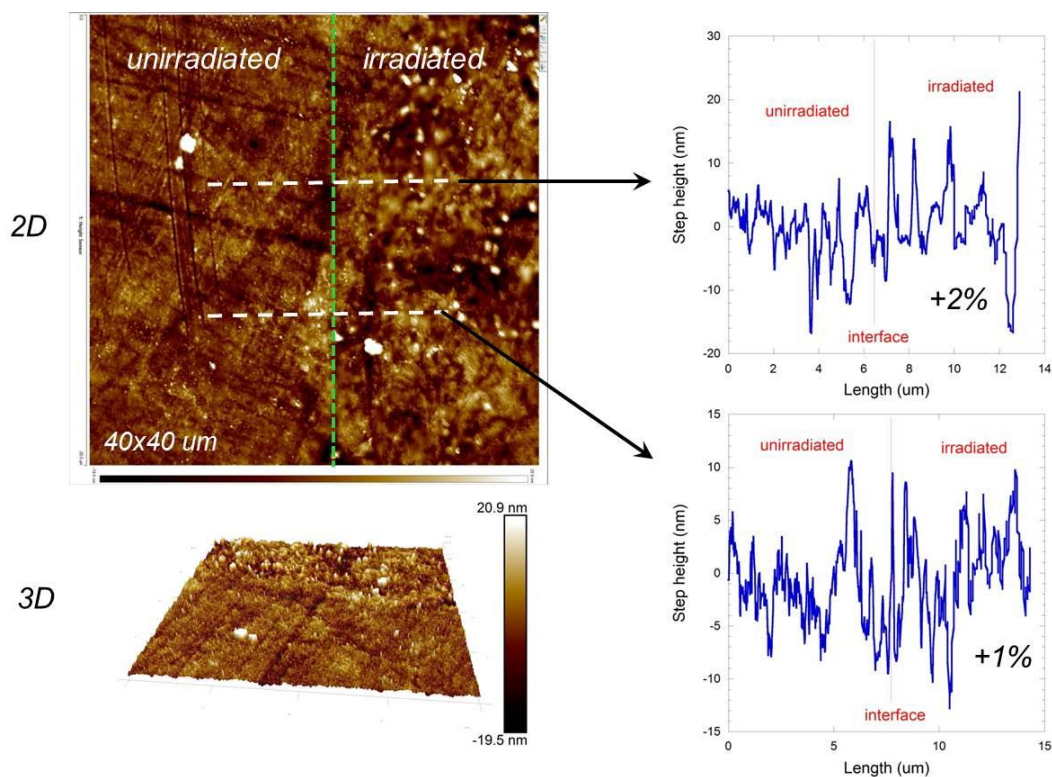 unirradiated
irradiated
2D
40x40 um
3D
20.9 nm
-19.5 nm
30
20
10
0
-10
-20
Step height (nm)
unirradiated
irradiated
+2%
interface
0
2
4
6
8
10
12
14
Length (um)
15
10
5
0
-5
-10
-15
Step height (nm)
unirradiated
irradiated
+1%
interface
0
5
10
15
Length (um)